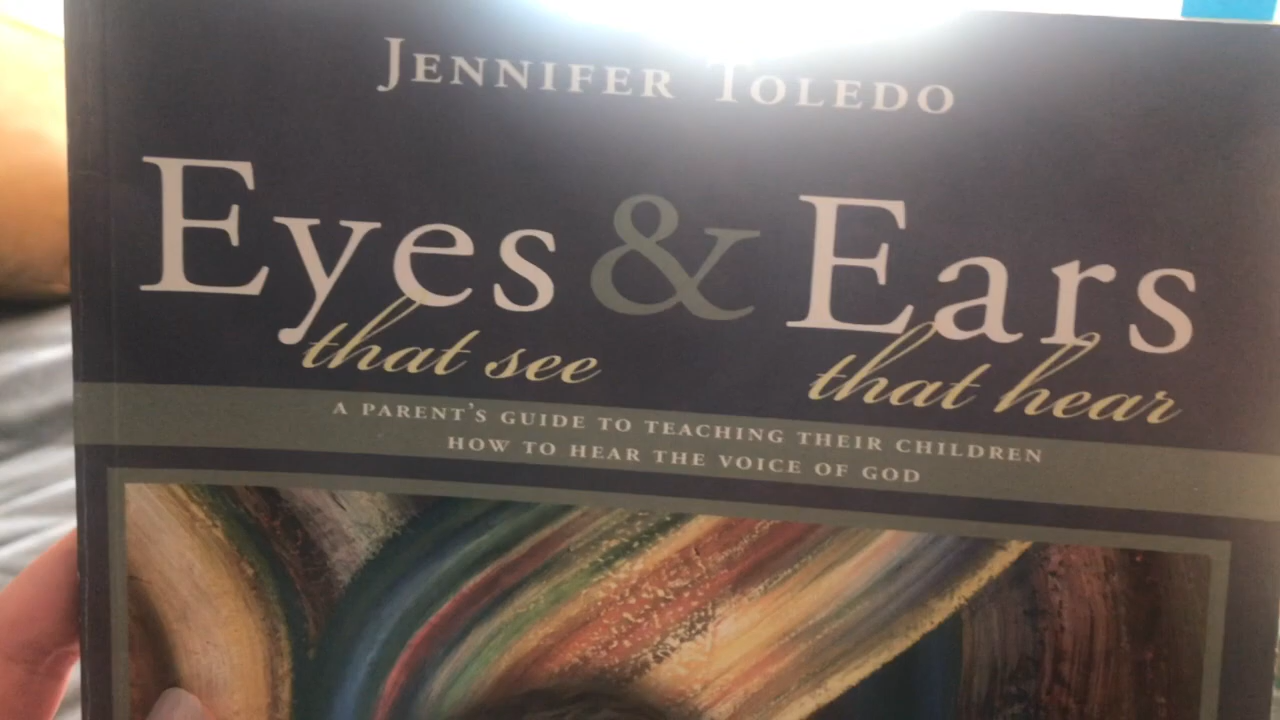 JENNIFER TOLEDO
Eyes & Ears
that see that hear
A PARENT'S GUIDE TO TEACHING THEIR CHILDREN
HOW TO HEAR THE VOICE OF GOD